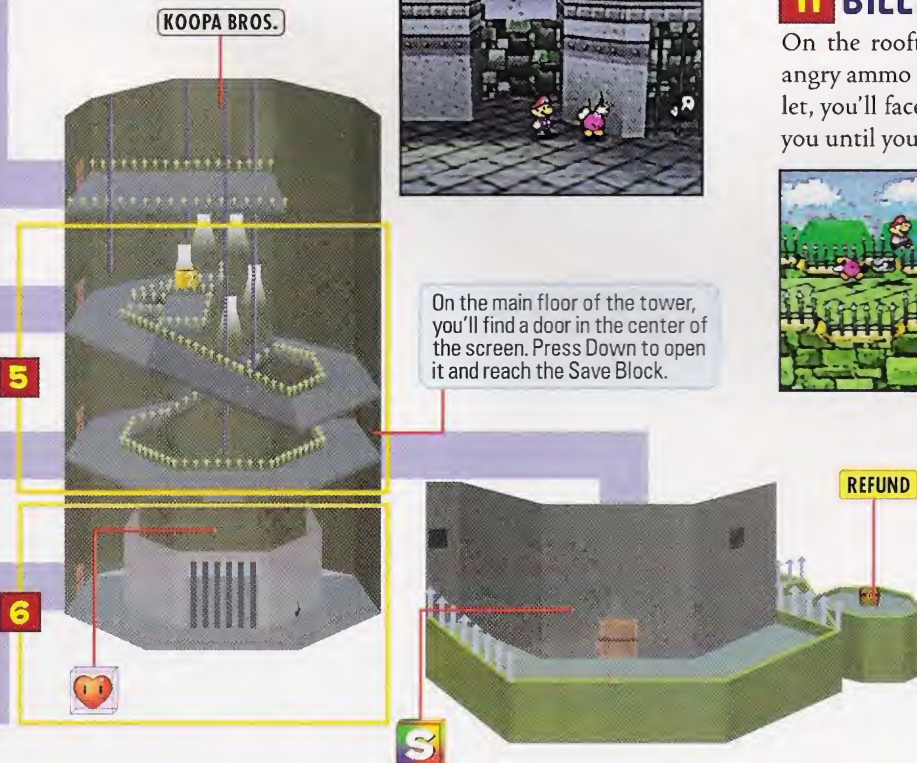 KOOPA BROS.
11 BILL
On the rooft
angry ammo
let, you'll face
you until you
On the main floor of the tower,
you'll find a door in the center of
the screen. Press Down to open
it and reach the Save Block.
5
REFUND
6
S